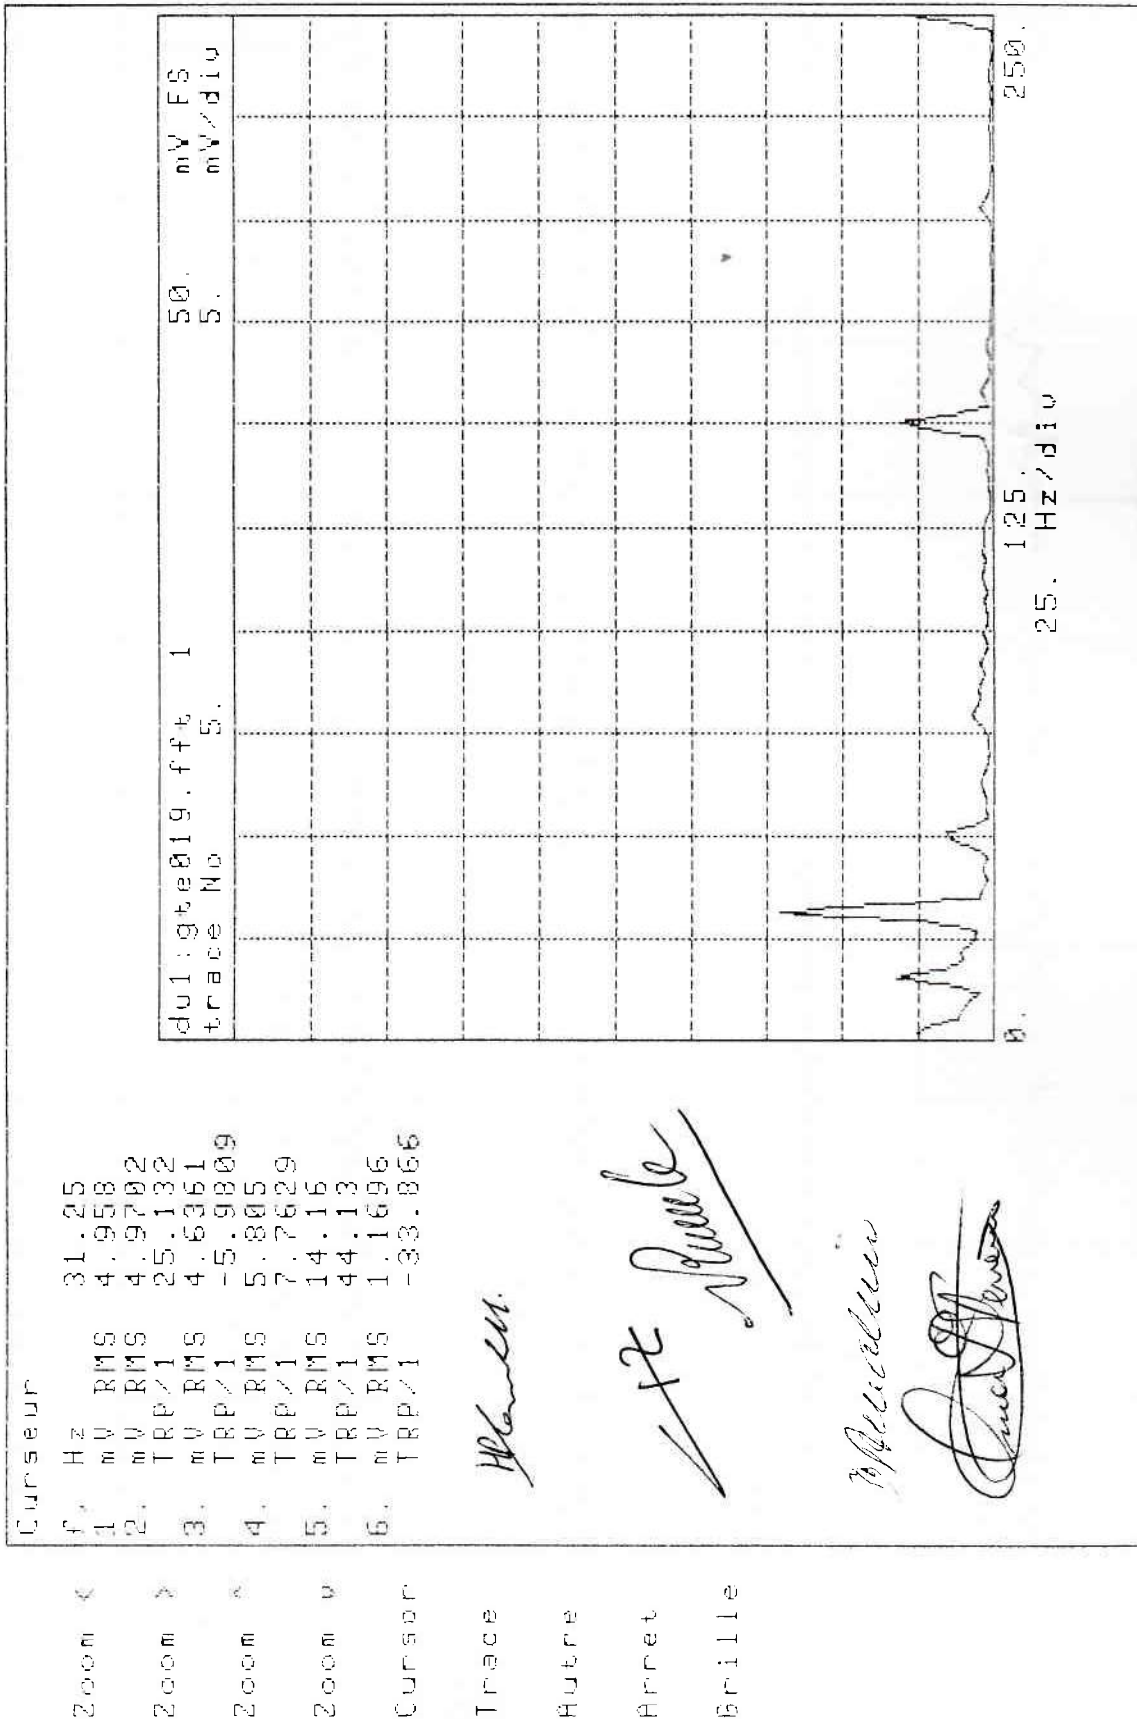 Curseur
f. Hz 31.25
1 mV RMS 4.958
2. mV RMS 4.9702
TRP/1 25.132
3. mV RMS 4.6361
TRP/1 -5.9809
4. mV RMS 5.805
TRP/1 7.7629
5. mV RMS 14.16
TRP/1 44.13
6. mV RMS 1.1696
TRP/1 -33.866
du1:gte019.fft 1 50. mV FS
trace No 5. 5. mV/div
0. 125. 250.
25. Hz/div
Zoom <
Zoom >
Zoom ^
Zoom v
Cursor
Trace
Autre
Arret
Grille